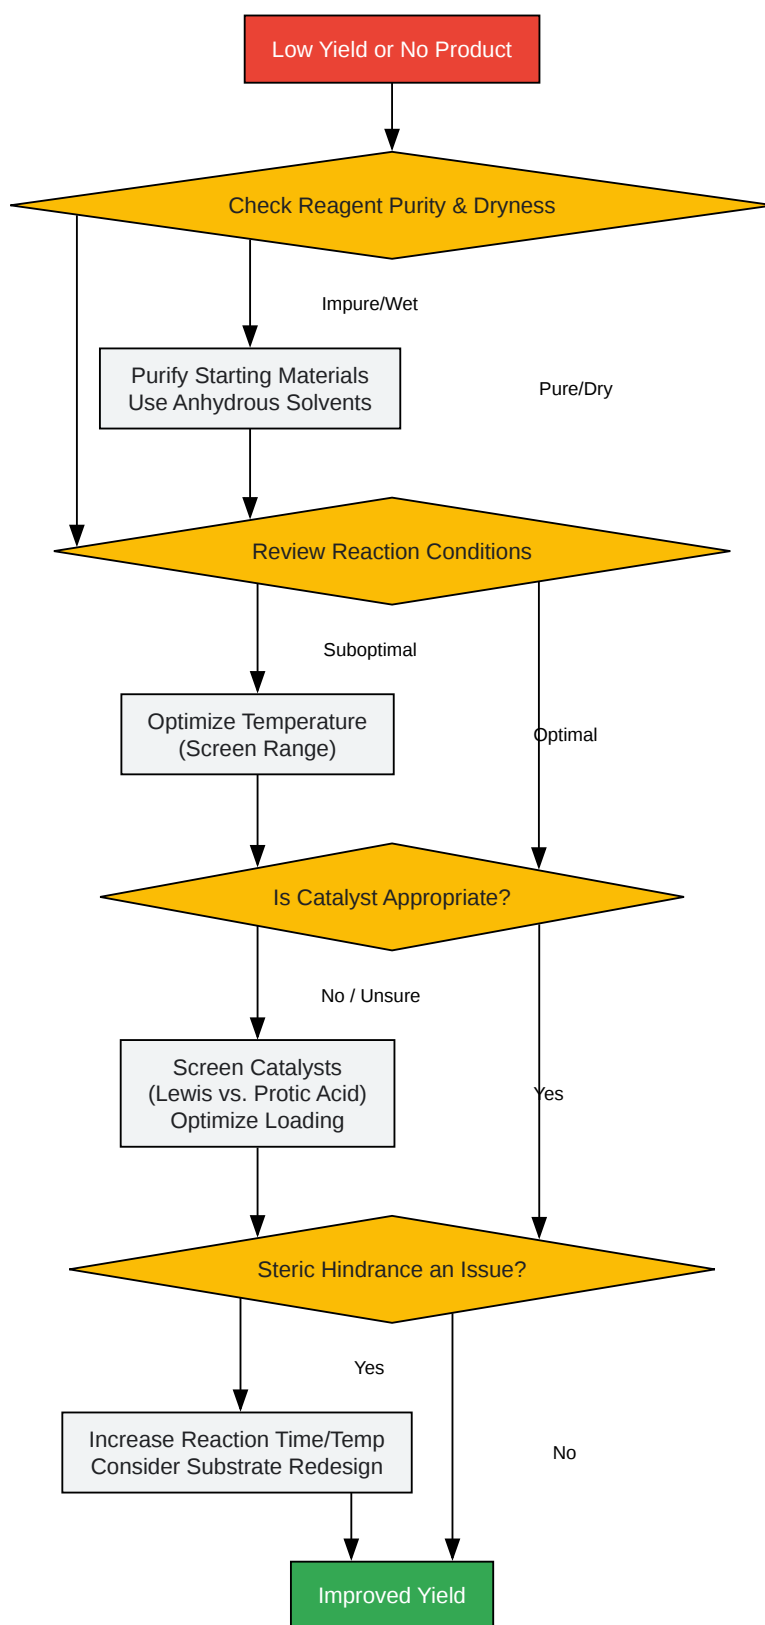 Low Yield or No Product
Check Reagent Purity & Dryness
Impure/Wet
Purify Starting Materials
Use Anhydrous Solvents
Pure/Dry
Review Reaction Conditions
Suboptimal
Optimize Temperature
(Screen Range)
Optimal
Is Catalyst Appropriate?
No / Unsure
Screen Catalysts
(Lewis vs. Protic Acid)
Optimize Loading
Yes
Steric Hindrance an Issue?
Yes
Increase Reaction Time/Temp
Consider Substrate Redesign
No
Improved Yield